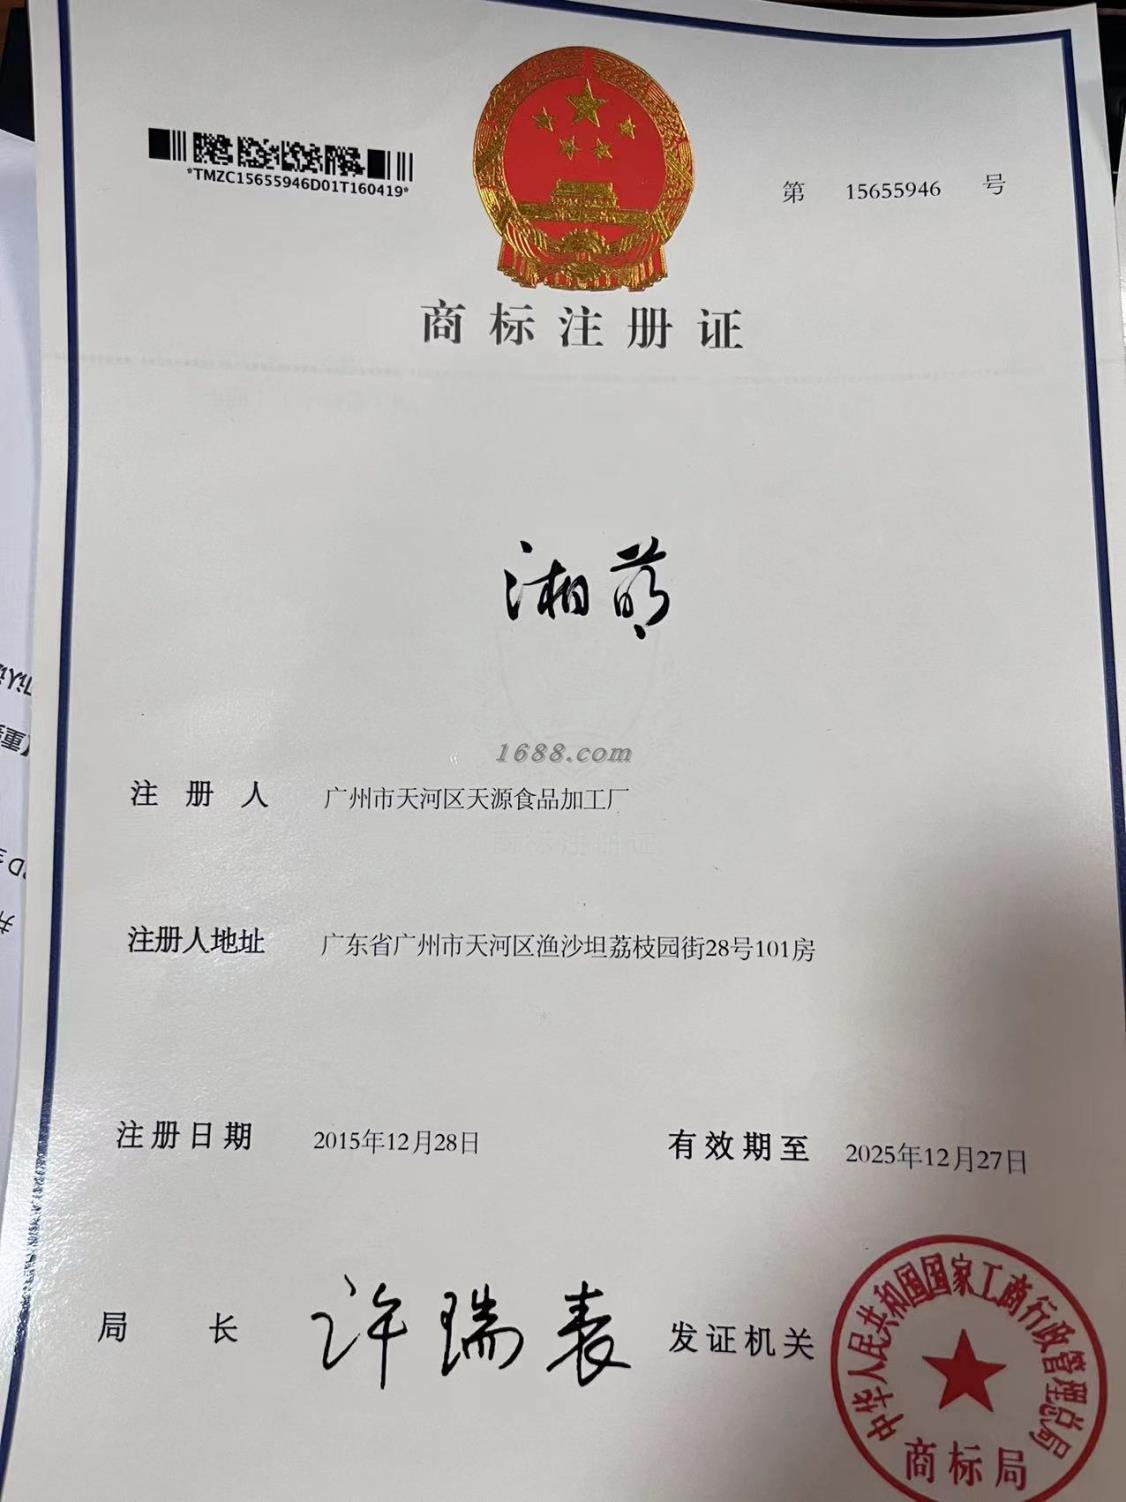 *TMZC15655946D01T160419*
第 15655946 号
商标注册证
湘萌
1688.com
注册人 广州市天河区天源食品加工厂
商标注册证
注册人地址 广东省广州市天河区渔沙坦荔枝园街28号101房
注册日期 2015年12月28日 有效期至 2025年12月27日
局长 许瑞表 发证机关
中华人民共和国国家工商行政管理总局
商标局